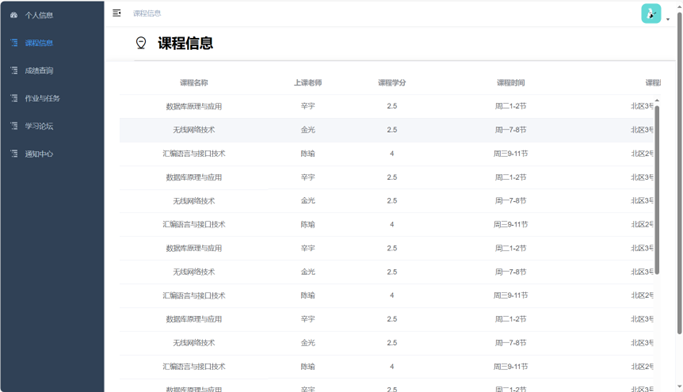 个人信息
课程信息
成绩查询
作业与任务
学习论坛
通知中心
课程信息
课程信息
课程名称 上课老师 课程学分 课程时间 课程
数据库原理与应用 辛宇 2.5 周二1-2节 北区3号
无线网络技术 金光 2.5 周一7-8节 北区3号
汇编语言与接口技术 陈瑜 4 周三9-11节 北区2号
数据库原理与应用 辛宇 2.5 周二1-2节 北区3号
无线网络技术 金光 2.5 周一7-8节 北区3号
汇编语言与接口技术 陈瑜 4 周三9-11节 北区2号
数据库原理与应用 辛宇 2.5 周二1-2节 北区3号
无线网络技术 金光 2.5 周一7-8节 北区3号
汇编语言与接口技术 陈瑜 4 周三9-11节 北区2号
数据库原理与应用 辛宇 2.5 周二1-2节 北区3号
无线网络技术 金光 2.5 周一7-8节 北区3号
汇编语言与接口技术 陈瑜 4 周三9-11节 北区2号
数据库原理与应用 辛宇 2.5 周二1-2节 北区3号